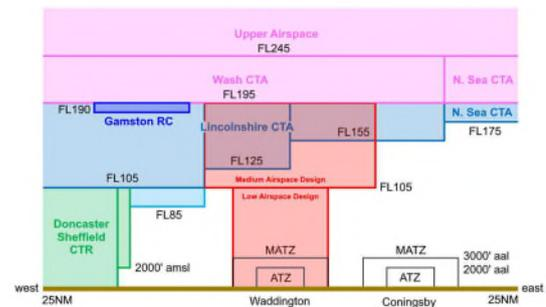 Upper Airspace
FL245
Wash CTA
N. Sea CTA
FL195
FL190
Gamston RC
Lincolnshire CTA
N. Sea CTA
FL155
FL175
FL125
FL105
Medium Airspace Design
FL105
Low Airspace Design
FL85
Doncaster
Sheffield
CTR
MATZ
MATZ
3000' aal
2000' amsl
ATZ
ATZ
2000' aal
west
east
25NM
Waddington
Coningsby
25NM